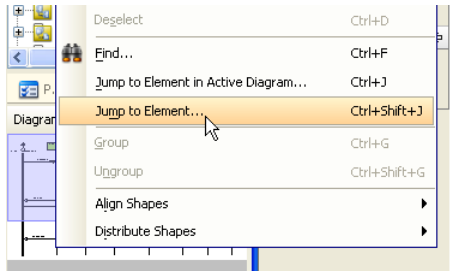 Deselect Ctrl+D
Find... Ctrl+F
Jump to Element in Active Diagram... Ctrl+J
P.
Jump to Element... Ctrl+Shift+J
Diagrar
Group Ctrl+G
Ungroup Ctrl+Shift+G
Align Shapes
Distribute Shapes